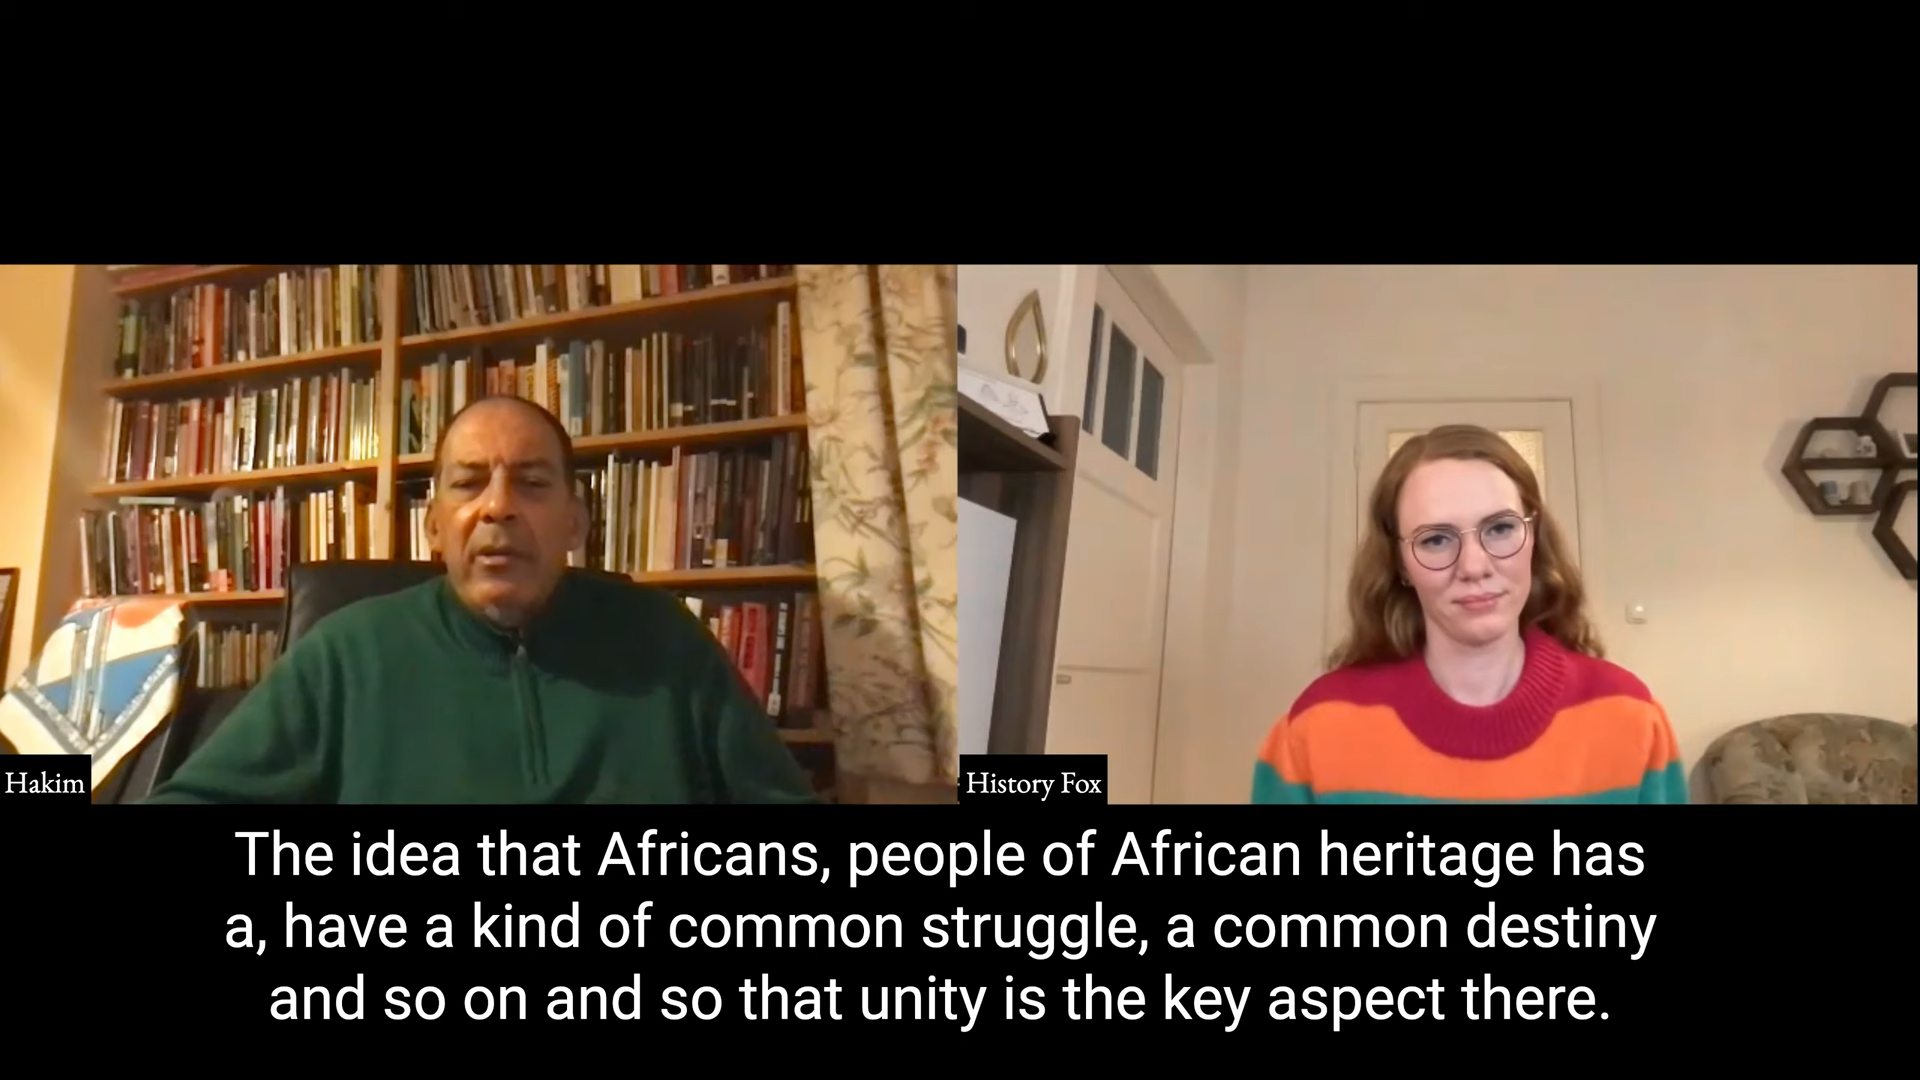 Hakim
History Fox
The idea that Africans, people of African heritage has
a, have a kind of common struggle, a common destiny
and so on and so that unity is the key aspect there.